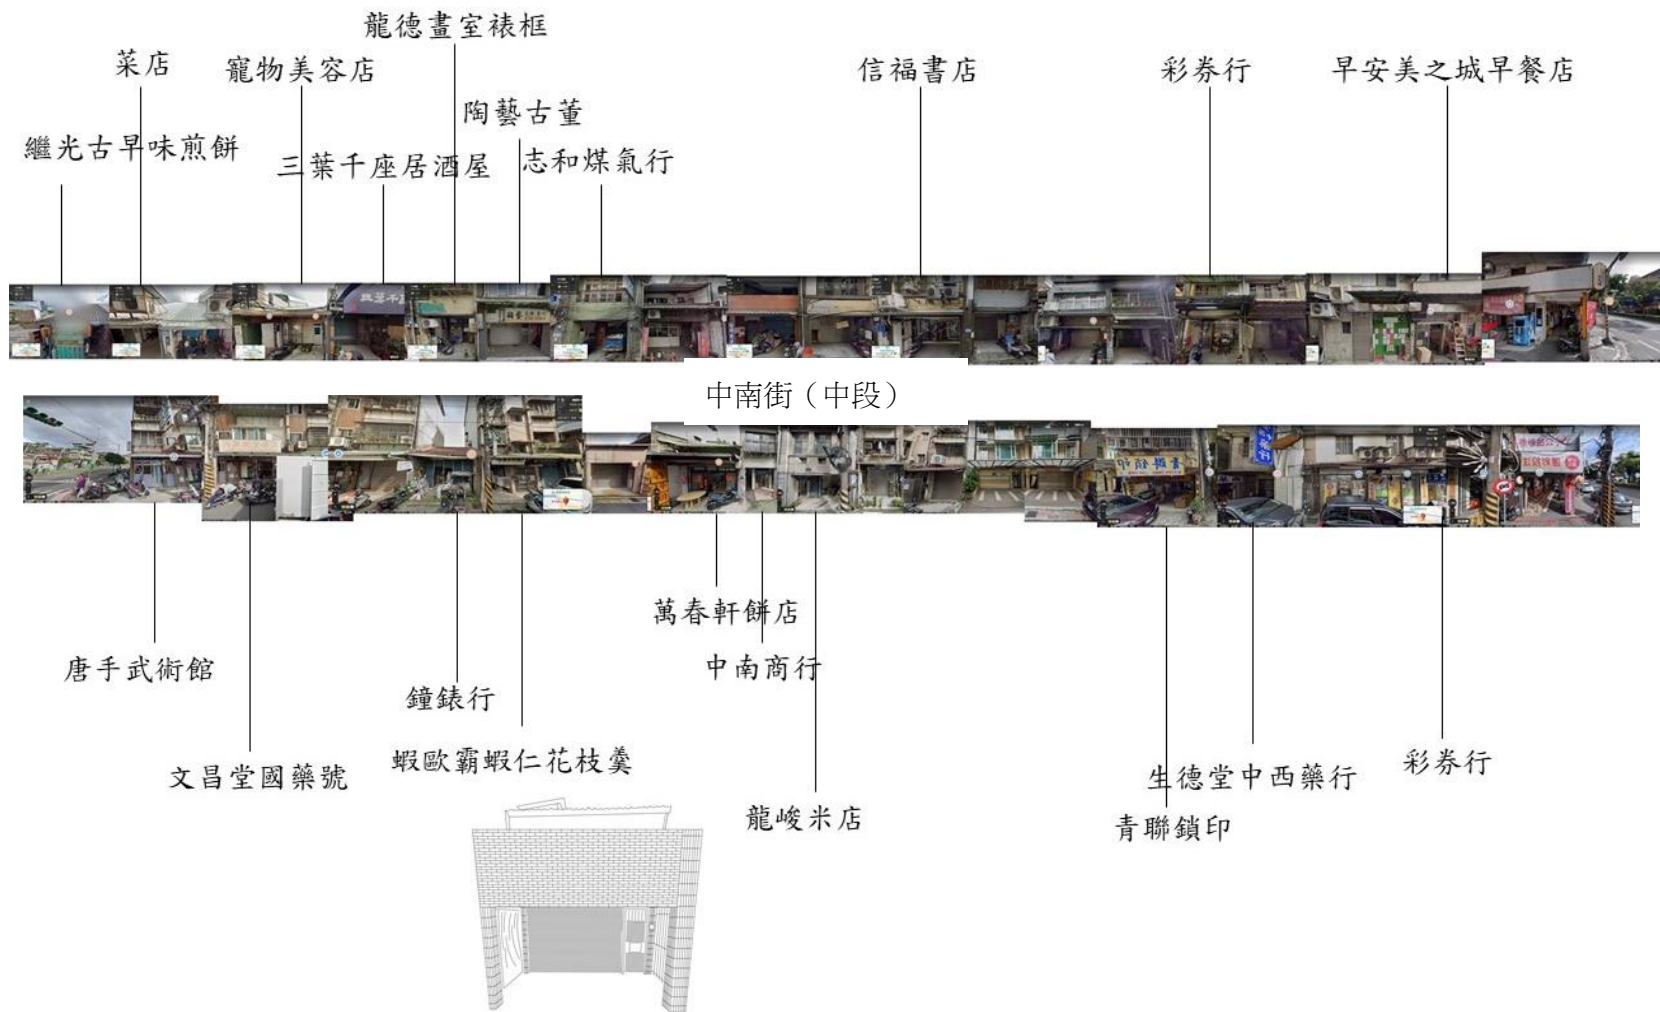 龍德畫室裱框
菜店
寵物美容店
信福書店
彩券行
早安美之城早餐店
陶藝古董
繼光古早味煎餅
三葉千座居酒屋
志和煤氣行
中南街（中段）
青聯鎖印
萬春軒餅店
唐手武術館
中南商行
鐘錶行
文昌堂國藥號
蝦歐霸蝦仁花枝羹
生德堂中西藥行
彩券行
龍峻米店
青聯鎖印